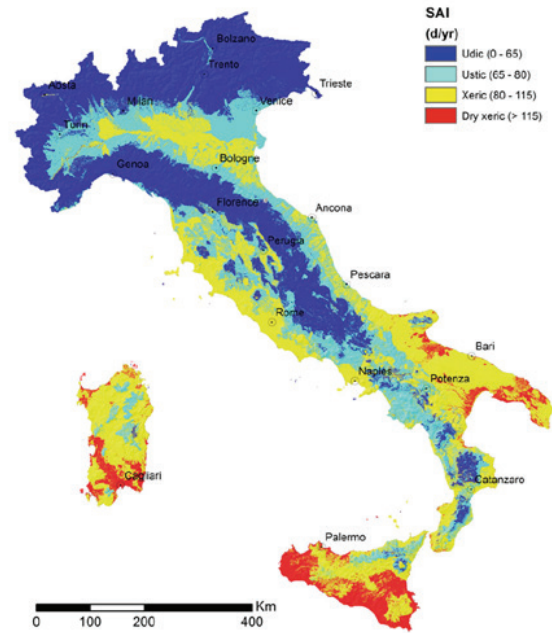 SAI
(d/yr)
Udic (0 - 65)
Ustic (65 - 80)
Xeric (80 - 115)
Dry xeric (> 115)
Bolzano
Trento
Aosta
Trieste
Milan
Venice
Turin
Genoa
Bologne
Florence
Ancona
Perugia
Pescara
Rome
Bari
Naples
Potenza
Cagliari
Catanzaro
Palermo
0 100 200 400 Km